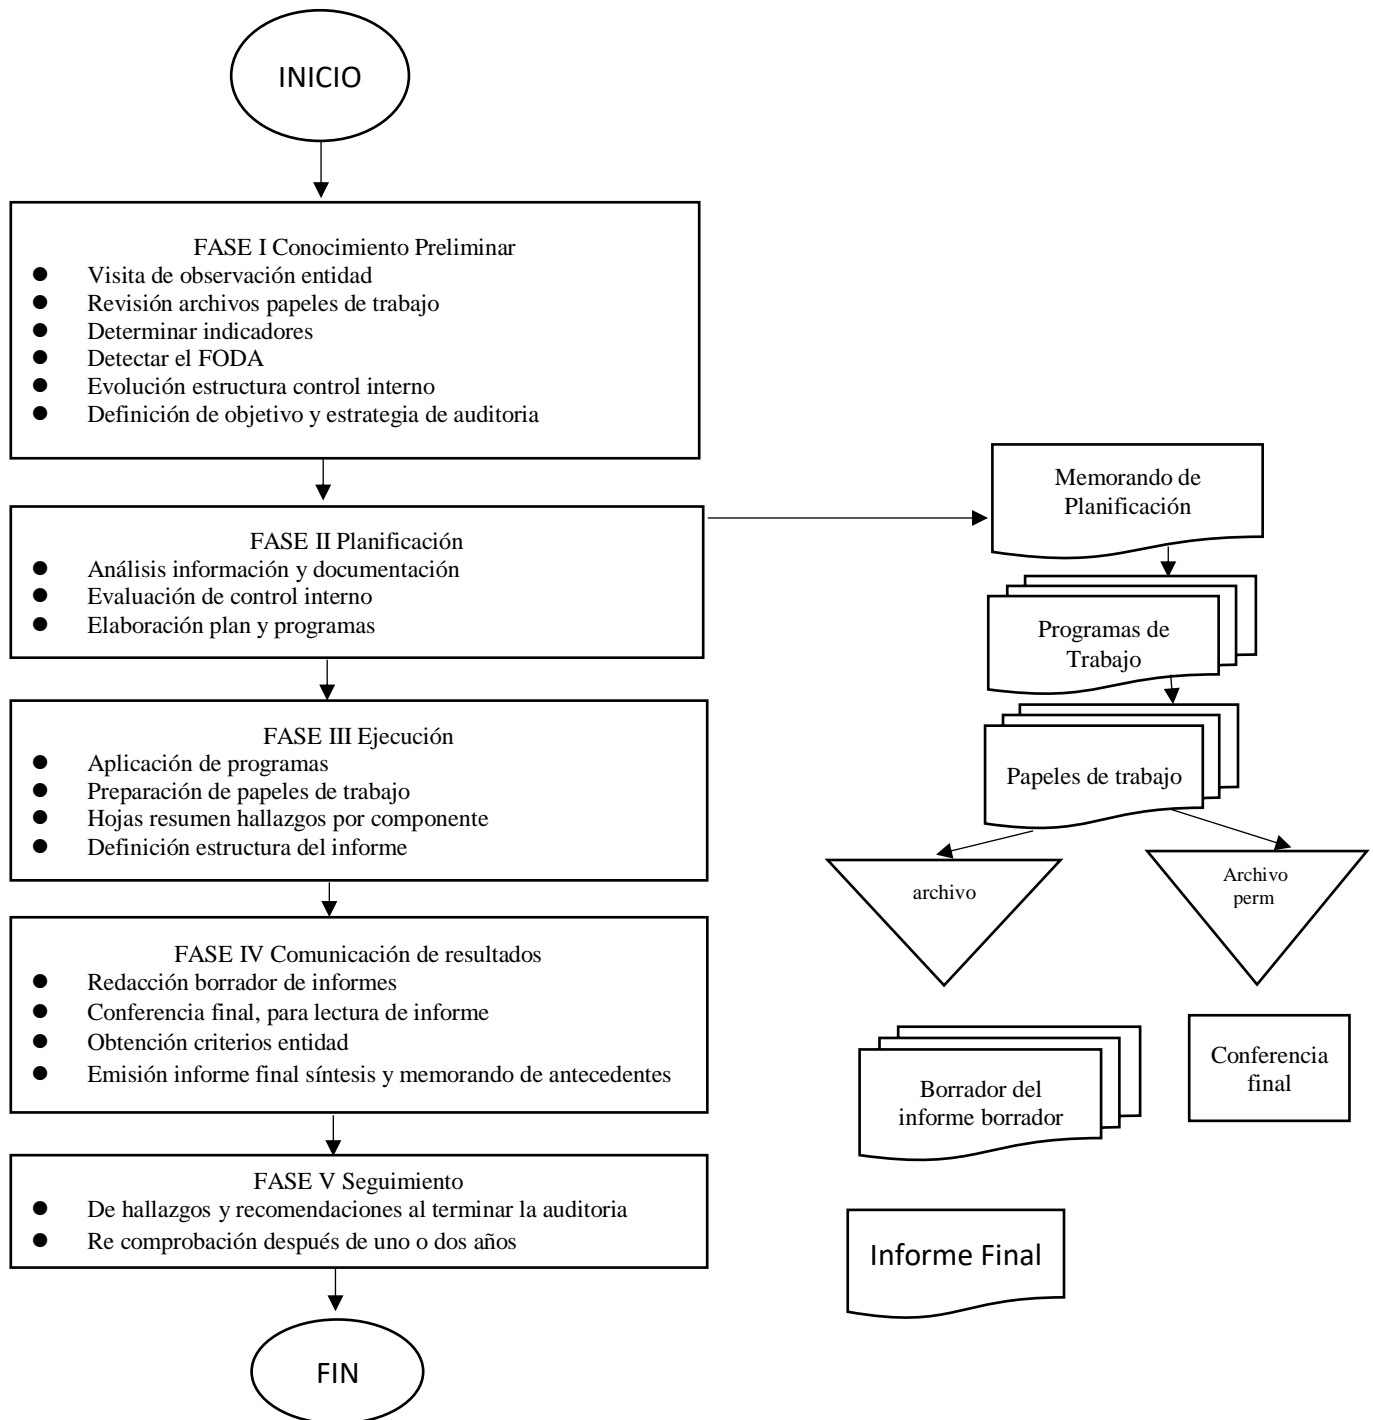 INICIO
FASE I Conocimiento Preliminar
● Visita de observación entidad
● Revisión archivos papeles de trabajo
● Determinar indicadores
● Detectar el FODA
● Evolución estructura control interno
● Definición de objetivo y estrategia de auditoria
FASE II Planificación
● Análisis información y documentación
● Evaluación de control interno
● Elaboración plan y programas
FASE III Ejecución
● Aplicación de programas
● Preparación de papeles de trabajo
● Hojas resumen hallazgos por componente
● Definición estructura del informe
FASE IV Comunicación de resultados
● Redacción borrador de informes
● Conferencia final, para lectura de informe
● Obtención criterios entidad
● Emisión informe final síntesis y memorando de antecedentes
FASE V Seguimiento
● De hallazgos y recomendaciones al terminar la auditoria
● Re comprobación después de uno o dos años
FIN
Memorando de
Planificación
Programas de
Trabajo
Papeles de trabajo
archivo
Archivo
perm
Borrador del
informe borrador
Conferencia
final
Informe Final